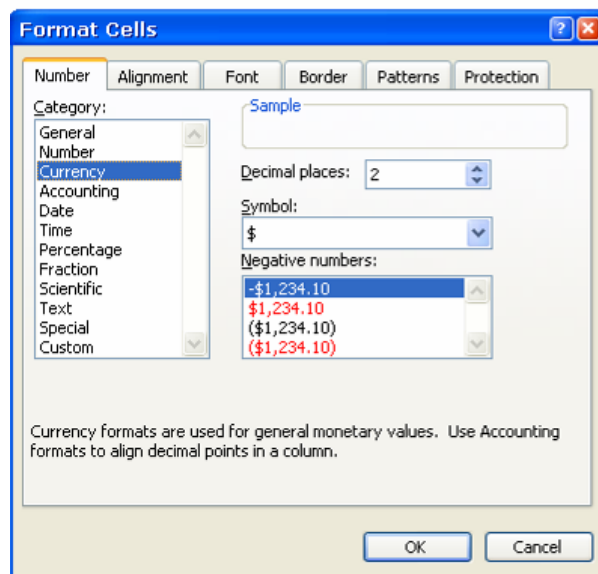 Format Cells
Number Alignment Font Border Patterns Protection
Category:
General
Number
Currency
Accounting
Date
Time
Percentage
Fraction
Scientific
Text
Special
Custom
Sample
Decimal places: 2
Symbol:
$
Negative numbers:
-$1,234.10
$1,234.10
($1,234.10)
($1,234.10)
Currency formats are used for general monetary values.  Use Accounting
formats to align decimal points in a column.
OK Cancel